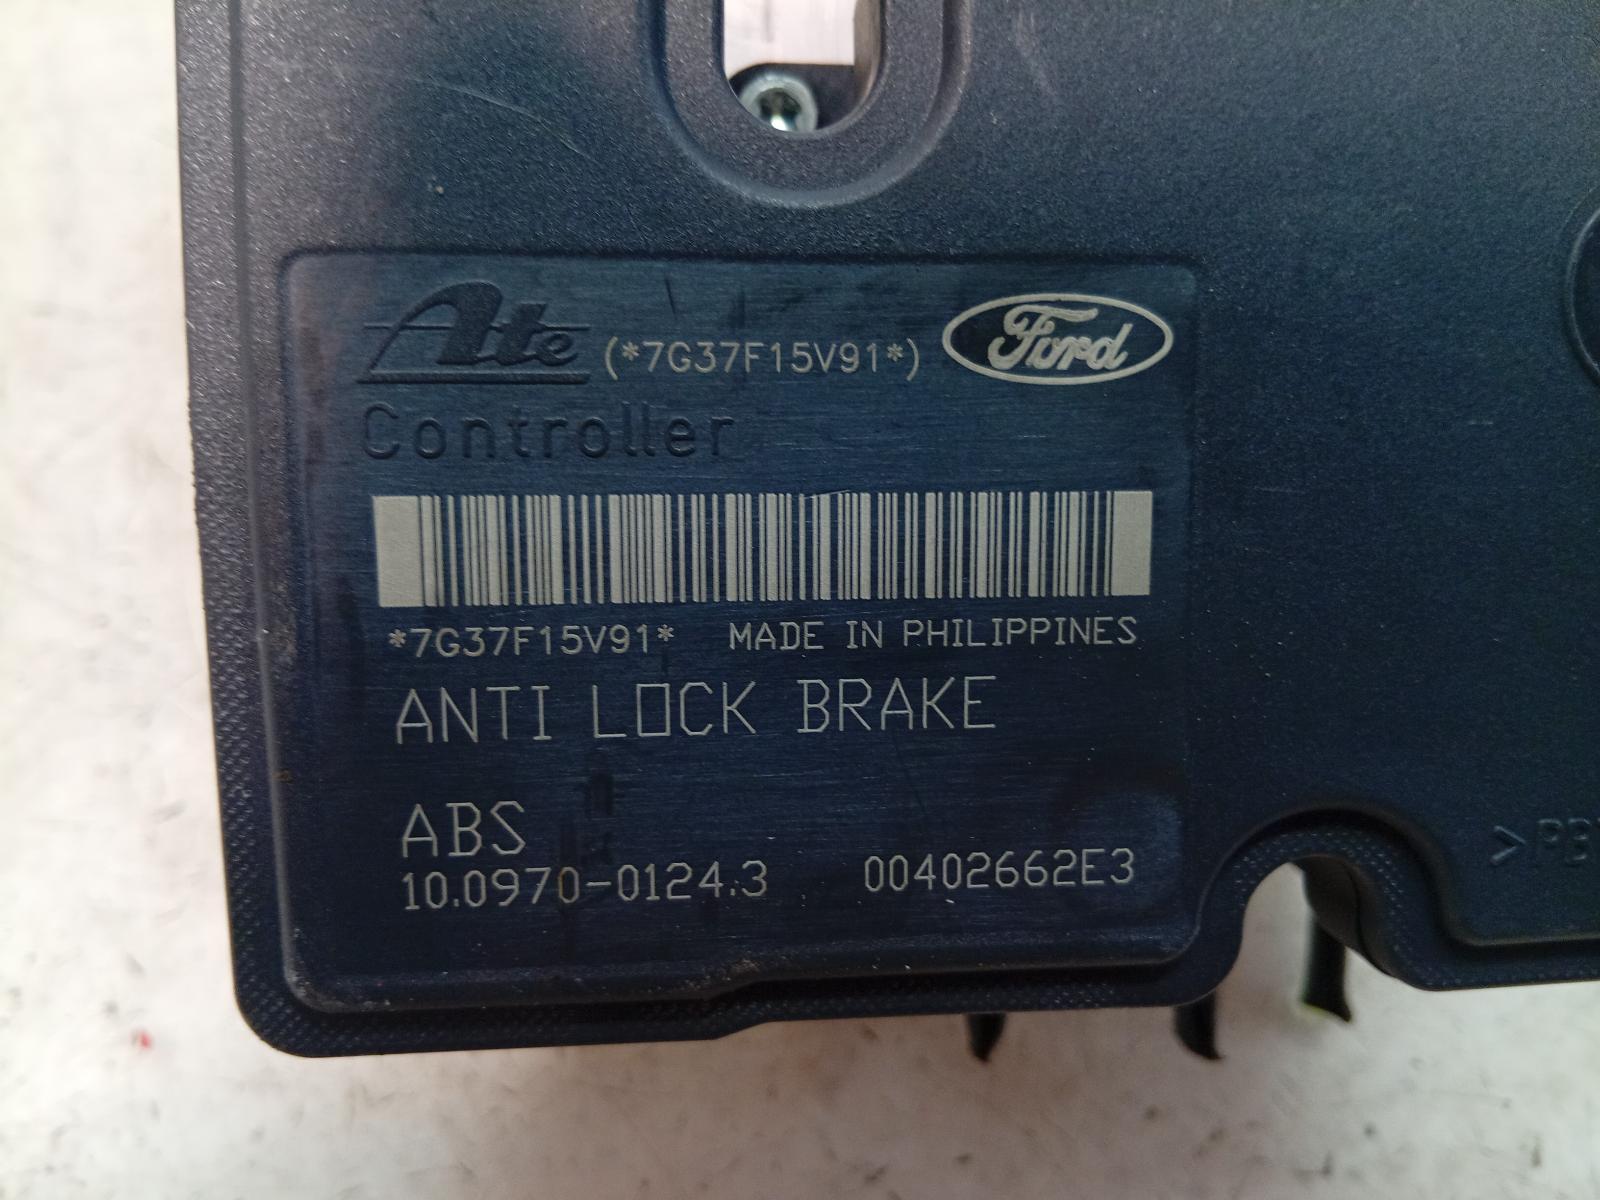 Ate (*7G37F15V91*) Ford
Controller
*7G37F15V91* MADE IN PHILIPPINES
ANTI LOCK BRAKE
ABS
10.0970-0124.3 00402662E3